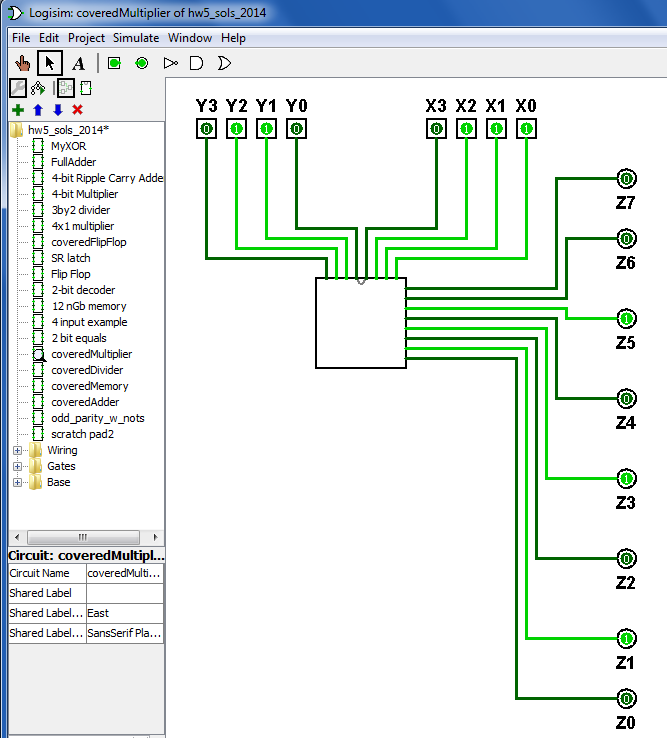 Logisim: coveredMultiplier of hw5_sols_2014
File Edit Project Simulate Window Help
A
hw5_sols_2014*
MyXOR
FullAdder
4-bit Ripple Carry Adde
4-bit Multiplier
3by2 divider
4x1 multiplier
coveredFlipFlop
SR latch
Flip Flop
2-bit decoder
12 nGb memory
4 input example
2 bit equals
coveredMultiplier
coveredDivider
coveredMemory
coveredAdder
odd_parity_w_nots
scratch pad2
Wiring
Gates
Base
Circuit: coveredMultipl...
Circuit Name coveredMulti...
Shared Label
Shared Label... East
Shared Label... SansSerif Pla...
Y3 Y2 Y1 Y0 X3 X2 X1 X0
0 1 1 0 0 1 1 1
0
Z7
0
Z6
1
Z5
0
Z4
1
Z3
0
Z2
1
Z1
0
Z0